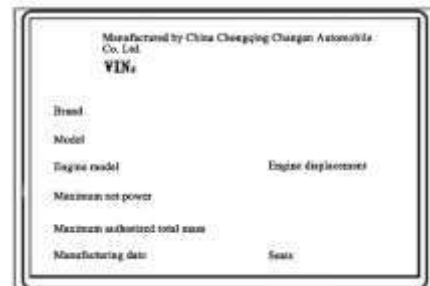 Manufactured by China Chongqing Changan Automobile
Co., Ltd.
VIN:
Brand
Model
Engine model Engine displacement
Maximum net power
Maximum authorized total mass
Manufacturing date Seats